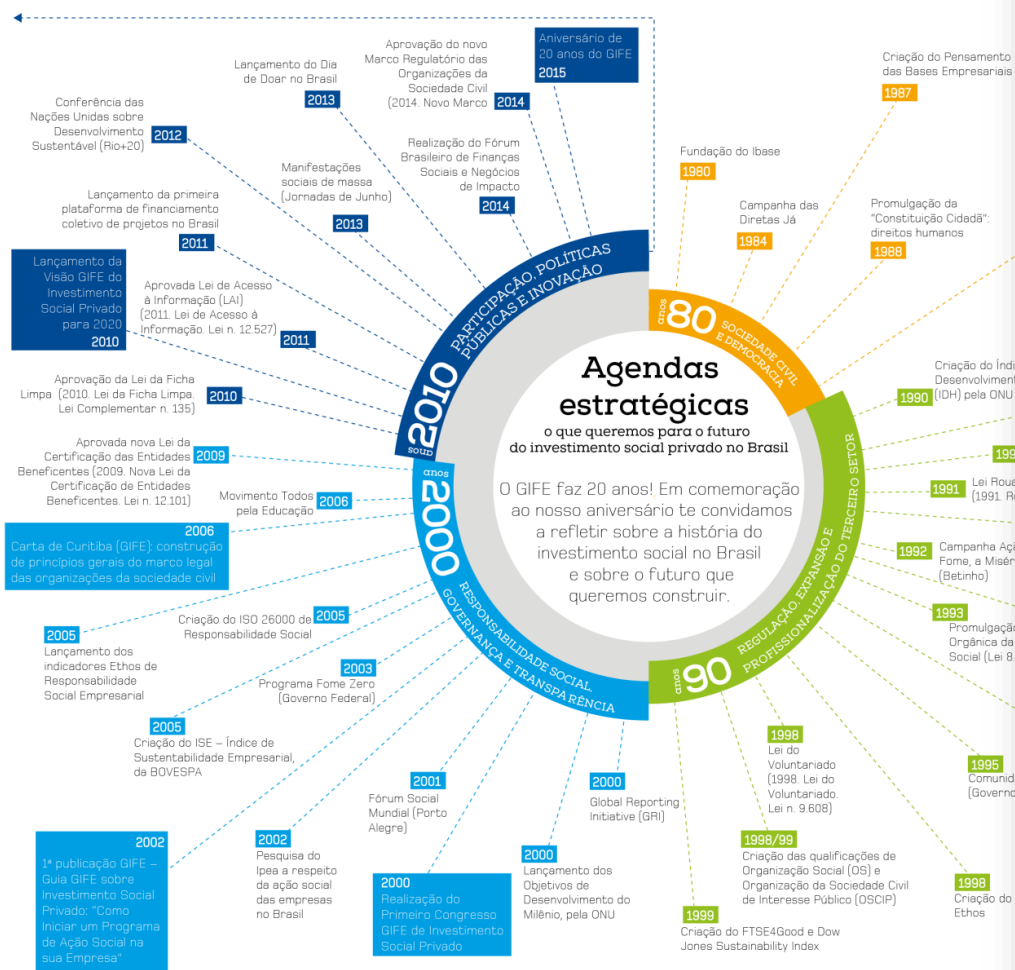 Agendas
estratégicas
o que queremos para o futuro
do investimento social privado no Brasil
O GIFE faz 20 anos! Em comemoração
ao nosso aniversário te convidamos
a refletir sobre a história do
investimento social no Brasil
e sobre o futuro que
queremos construir.
anos
80
SOCIEDADE CIVIL
E DEMOCRACIA
Fundação do Ibase
1980
Campanha das
Diretas Já
1984
Criação do Pensamento
das Bases Empresariais
1987
Promulgação da
"Constituição Cidadã":
direitos humanos
1988
anos
90
REGULAÇÃO, EXPANSÃO E
PROFISSIONALIZAÇÃO DO TERCEIRO SETOR
Criação do
Desenvolvimen
1990
(IDH) pela ONU
1991
Lei
(1991.
1992
Campanha
Fome, a
(Betinho)
1993
Promulgação
Orgânica da
Social (Lei 8.
1995
(Governo
1998
Criação do
Ethos
1998
Lei do
Voluntariado
(1998. Lei do
Voluntariado.
Lei n. 9.608)
1998/99
Criação das qualificações de
Organização Social (OS) e
Organização da Sociedade Civil
de Interesse Público (OSCIP)
1999
Criação do FTSE4Good e Dow
Jones Sustainability Index
anos
2000
RESPONSABILIDADE SOCIAL,
GOVERNANÇA E TRANSPARÊNCIA
2000
Global Reporting
Initiative (GRI)
2000
Lançamento dos
Objetivos de
Desenvolvimento do
Milênio, pela ONU
2000
Realização do
Primeiro Congresso
GIFE de Investimento
Social Privado
2001
Fórum Social
Mundial (Porto
Alegre)
2002
Pesquisa do
Ipea a respeito
da ação social
das empresas
no Brasil
2002
1ª publicação GIFE –
Guia GIFE sobre
Investimento Social
Privado: "Como
Iniciar um Programa
de Ação Social na
sua Empresa"
2003
Programa Fome Zero
(Governo Federal)
2005
Criação do ISE – Índice de
Sustentabilidade Empresarial,
da BOVESPA
Criação do ISO 26000 de
Responsabilidade Social
2005
2005
Lançamento dos
indicadores Ethos de
Responsabilidade
Social Empresarial
2006
Carta de Curitiba (GIFE): construção
de princípios gerais do marco legal
das organizações da sociedade civil
Movimento Todos
pela Educação
2006
Aprovada nova Lei da
Certificação das Entidades
Beneficentes (2009. Nova Lei da
Certificação de Entidades
Beneficentes. Lei n. 12.101)
2009
anos
2010
PARTICIPAÇÃO, POLÍTICAS
PÚBLICAS E INOVAÇÃO
Aprovação da Lei da Ficha
Limpa (2010. Lei da Ficha Limpa.
Lei Complementar n. 135)
2010
Lançamento da
Visão GIFE do
Investimento
Social Privado
para 2020
2010
Aprovada Lei de Acesso
à Informação (LAI)
(2011. Lei de Acesso à
Informação. Lei n. 12.527)
2011
Lançamento da primeira
plataforma de financiamento
coletivo de projetos no Brasil
2011
Conferência das
Nações Unidas sobre
Desenvolvimento
Sustentável (Rio+20)
2012
Manifestações
sociais de massa
(Jornadas de Junho)
2013
Lançamento do Dia
de Doar no Brasil
2013
Realização do Fórum
Brasileiro de Finanças
Sociais e Negócios
de Impacto
2014
Aprovação do novo
Marco Regulatório das
Organizações da
Sociedade Civil
(2014. Novo Marco
2014
Aniversário de
20 anos do GIFE
2015